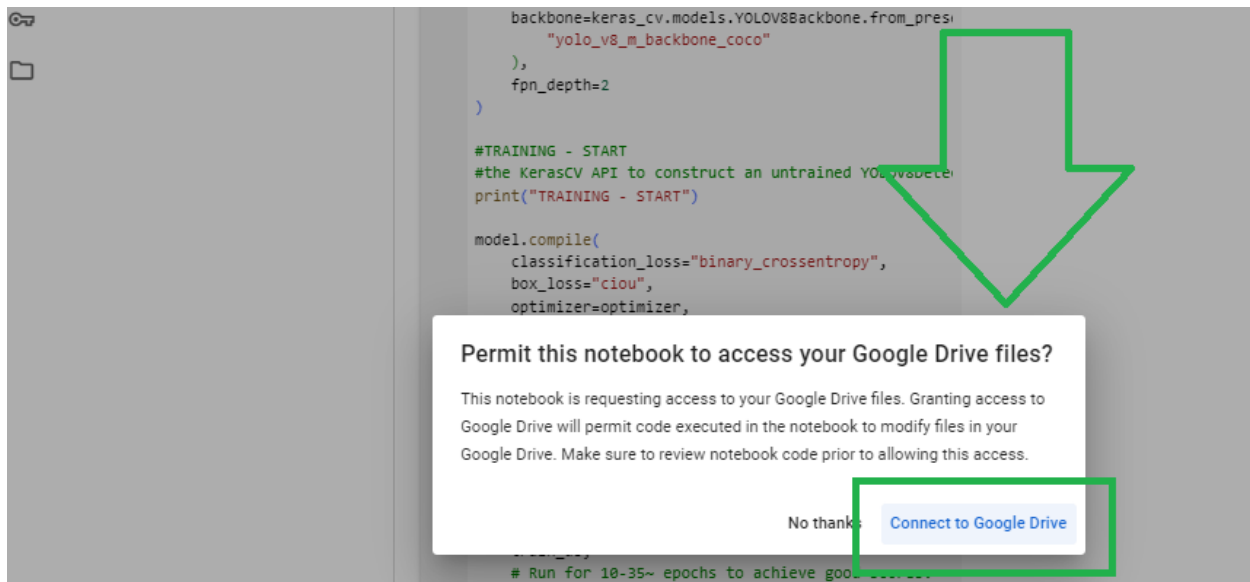 backbone=keras_cv.models.YOLOV8Backbone.from_pres
"yolo_v8_m_backbone_coco"
),
fpn_depth=2
)
#TRAINING - START
#the KerasCV API to construct an untrained
print("TRAINING - START")
model.compile(
classification_loss="binary_crossentropy",
box_loss="ciou",
optimizer=optimizer,
Permit this notebook to access your Google Drive files?
This notebook is requesting access to your Google Drive files. Granting access to
Google Drive will permit code executed in the notebook to modify files in your
Google Drive. Make sure to review notebook code prior to allowing this access.
No thanks Connect to Google Drive
# Run for 10-35~ epochs to achieve good